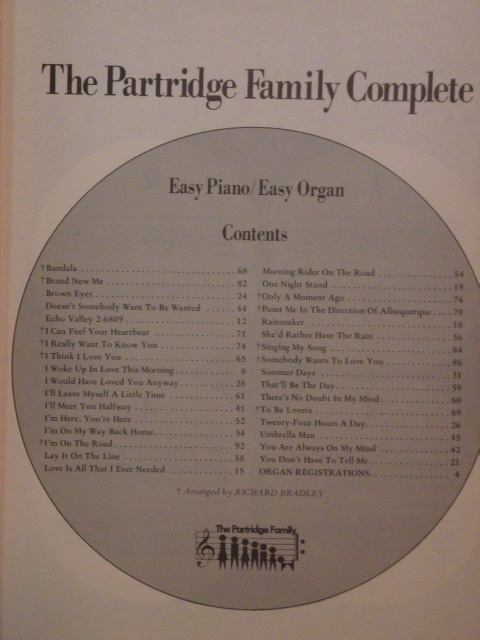 The Partridge Family Complete
Easy Piano/Easy Organ
Contents
†Bandala . . . . . . . . . . . . . . . . . . . . . . . . . . . 68
†Brand New Me . . . . . . . . . . . . . . . . . . . . . . 82
Brown Eyes . . . . . . . . . . . . . . . . . . . . . . . . 24
Doesn't Somebody Want To Be Wanted . . . . . . . 44
Echo Valley 2-6809 . . . . . . . . . . . . . . . . . . . 12
†I Can Feel Your Heartbeat . . . . . . . . . . . . . . . 71
†I Really Want To Know You . . . . . . . . . . . . . . 74
†I Think I Love You . . . . . . . . . . . . . . . . . . . 65
I Woke Up In Love This Morning . . . . . . . . . . . . 8
I Would Have Loved You Anyway . . . . . . . . . . . 28
I'll Leave Myself A Little Time . . . . . . . . . . . . 61
I'll Meet You Halfway . . . . . . . . . . . . . . . . . 41
I'm Here, You're Here . . . . . . . . . . . . . . . . . 52
I'm On My Way Back Home . . . . . . . . . . . . . . 34
†I'm On The Road . . . . . . . . . . . . . . . . . . . . 92
Lay It On The Line . . . . . . . . . . . . . . . . . . . 58
Love Is All That I Ever Needed . . . . . . . . . . . . 15
Morning Rider On The Road . . . . . . . . . . . . . . 54
One Night Stand . . . . . . . . . . . . . . . . . . . . 18
†Only A Moment Ago . . . . . . . . . . . . . . . . . . 76
†Point Me In The Direction Of Albuquerque . . . . . 78
Rainmaker . . . . . . . . . . . . . . . . . . . . . . . . 10
She'd Rather Have The Rain . . . . . . . . . . . . . . 56
†Singing My Song . . . . . . . . . . . . . . . . . . . . 84
†Somebody Wants To Love You . . . . . . . . . . . . 86
Summer Days . . . . . . . . . . . . . . . . . . . . . . 31
That'll Be The Day . . . . . . . . . . . . . . . . . . . 59
There's No Doubt In My Mind . . . . . . . . . . . . . 60
†To Be Lovers . . . . . . . . . . . . . . . . . . . . . . 89
Twenty-Four Hours A Day . . . . . . . . . . . . . . . 26
Umbrella Man . . . . . . . . . . . . . . . . . . . . . . 45
You Are Always On My Mind . . . . . . . . . . . . . 42
You Don't Have To Tell Me . . . . . . . . . . . . . . 21
ORGAN REGISTRATIONS . . . . . . . . . . . . . . . . 4
† Arranged by RICHARD BRADLEY
The Partridge Family